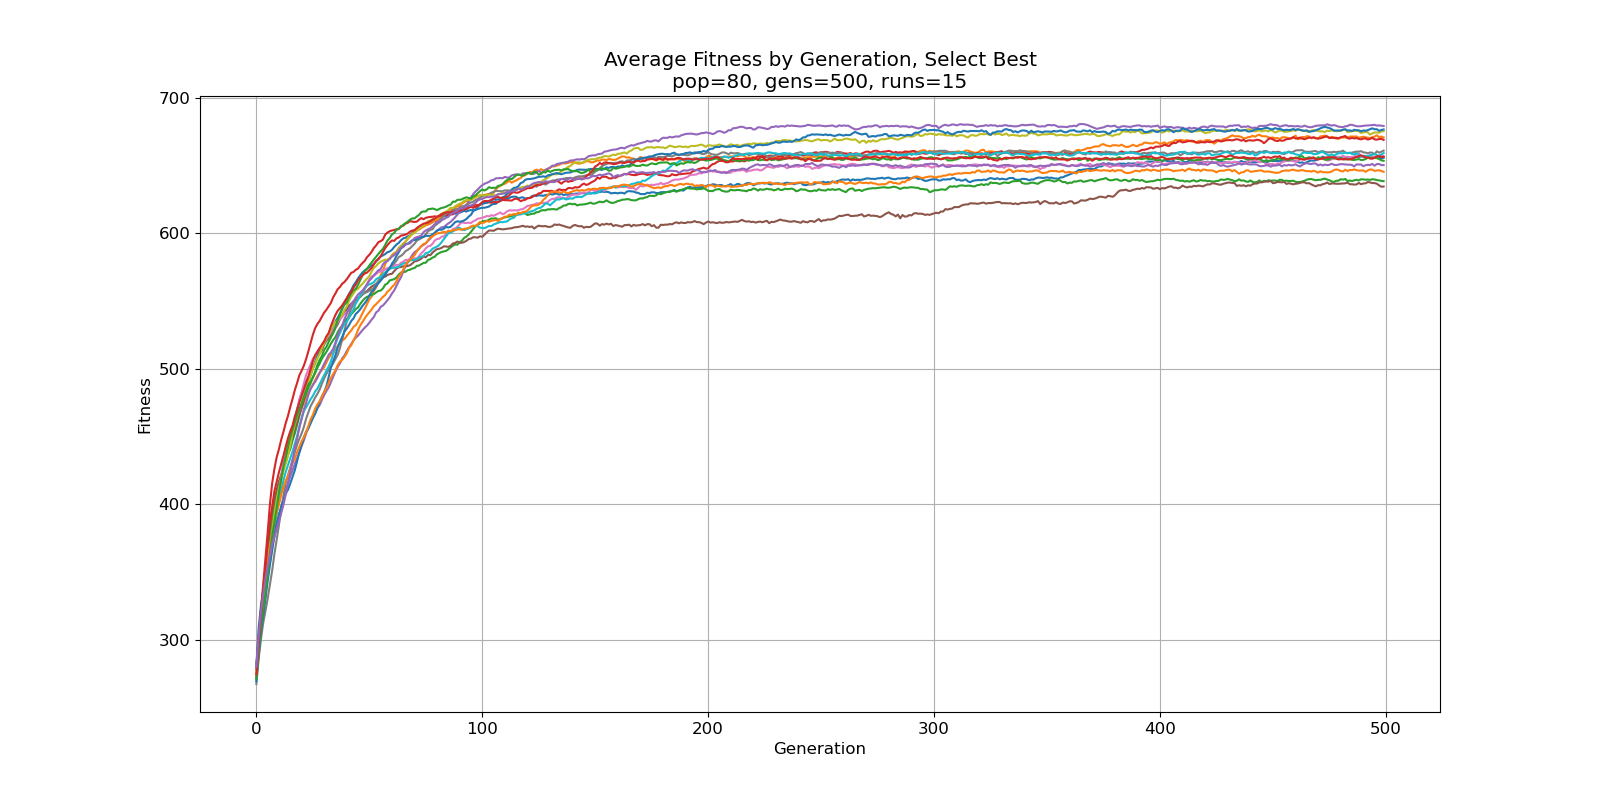 Average Fitness by Generation, Select Best
pop=80, gens=500, runs=15
700
600
500
400
300
Fitness
0 100 200 300 400 500
Generation